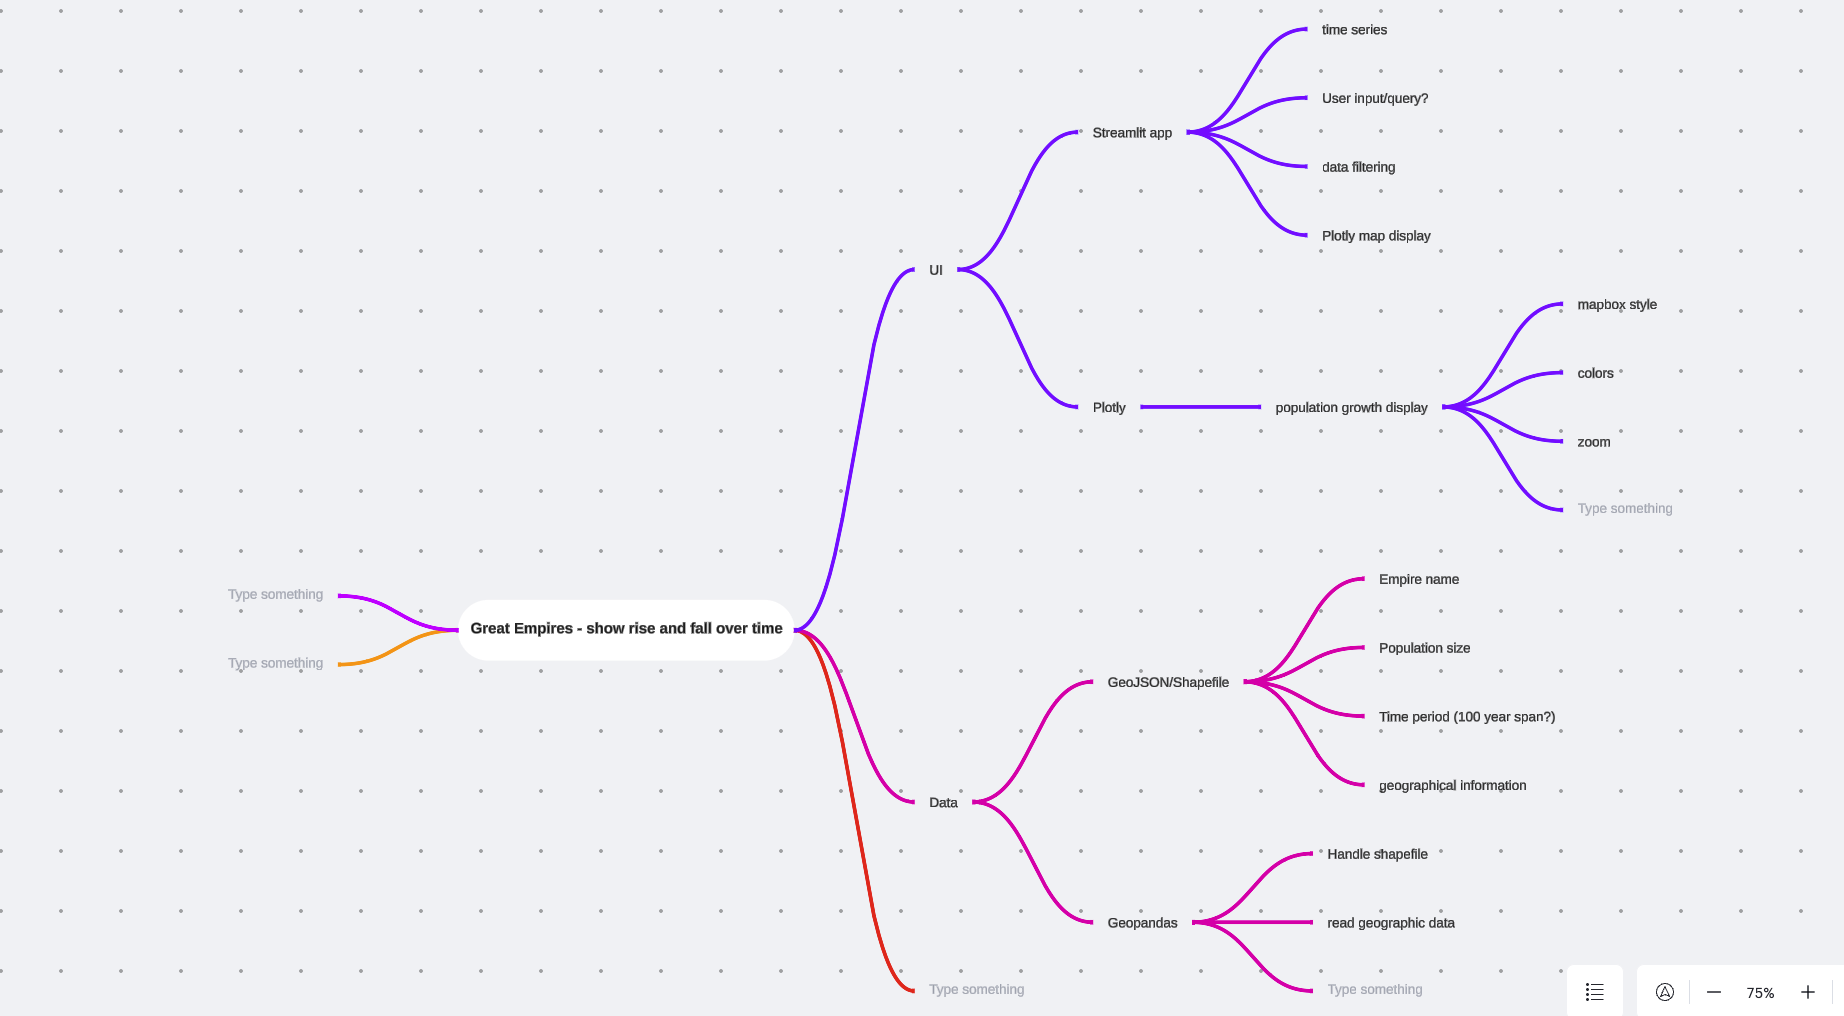 time series
User input/query?
Streamlit app
data filtering
Plotly map display
UI
mapbox style
colors
Plotly
population growth display
zoom
Type something
Empire name
Type something
Great Empires - show rise and fall over time
Population size
Type something
GeoJSON/Shapefile
Time period (100 year span?)
geographical information
Data
Handle shapefile
Geopandas
read geographic data
Type something
Type something
75%